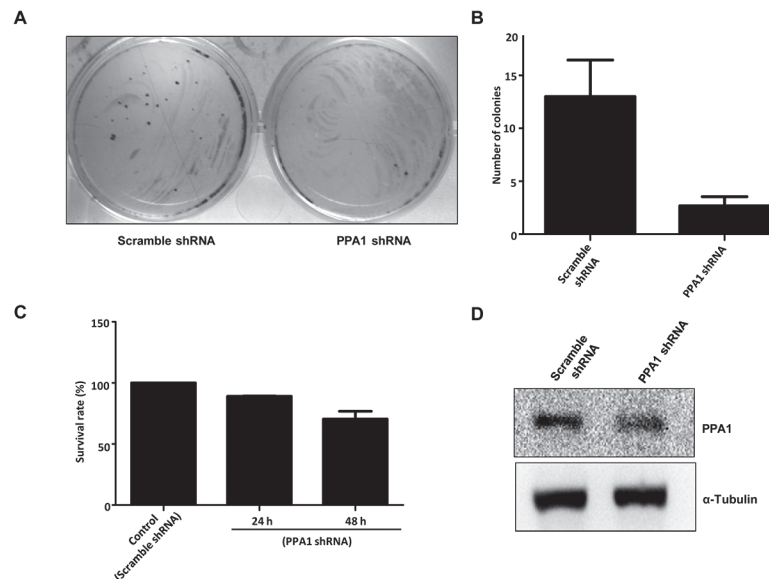 A
Scramble shRNA
PPA1 shRNA
B
Number of colonies
20
15
10
5
0
Scramble
shRNA
PPA1 shRNA
C
Survival rate (%)
150
100
50
0
Control
(Scramble shRNA)
24 h
48 h
(PPA1 shRNA)
D
Scramble
shRNA
PPA1 shRNA
PPA1
α-Tubulin